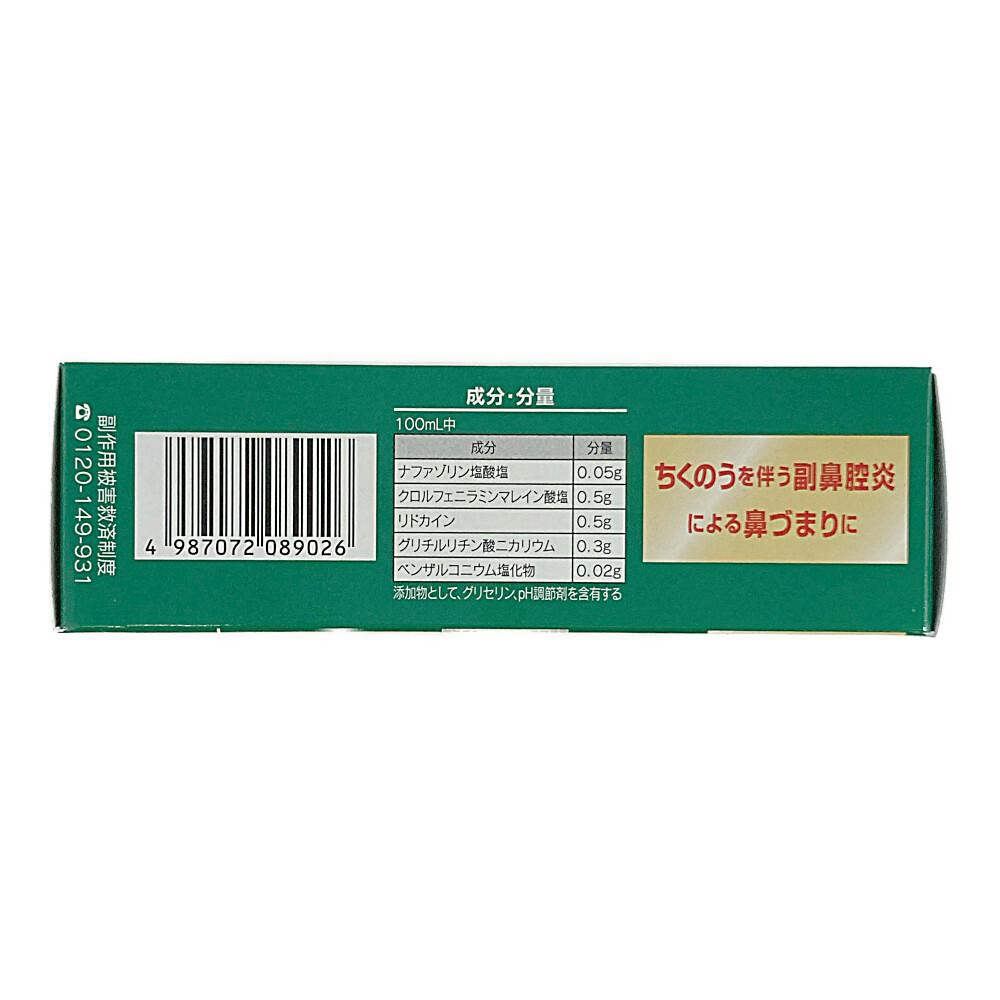 副作用被害救済制度
☎0120-149-931
4 987072 089026
成分・分量
100mL中
成分 分量
ナファゾリン塩酸塩 0.05g
クロルフェニラミンマレイン酸塩 0.5g
リドカイン 0.5g
グリチルリチン酸二カリウム 0.3g
ベンザルコニウム塩化物 0.02g
添加物として、グリセリン、pH調節剤を含有する
ちくのうを伴う副鼻腔炎
による鼻づまりに